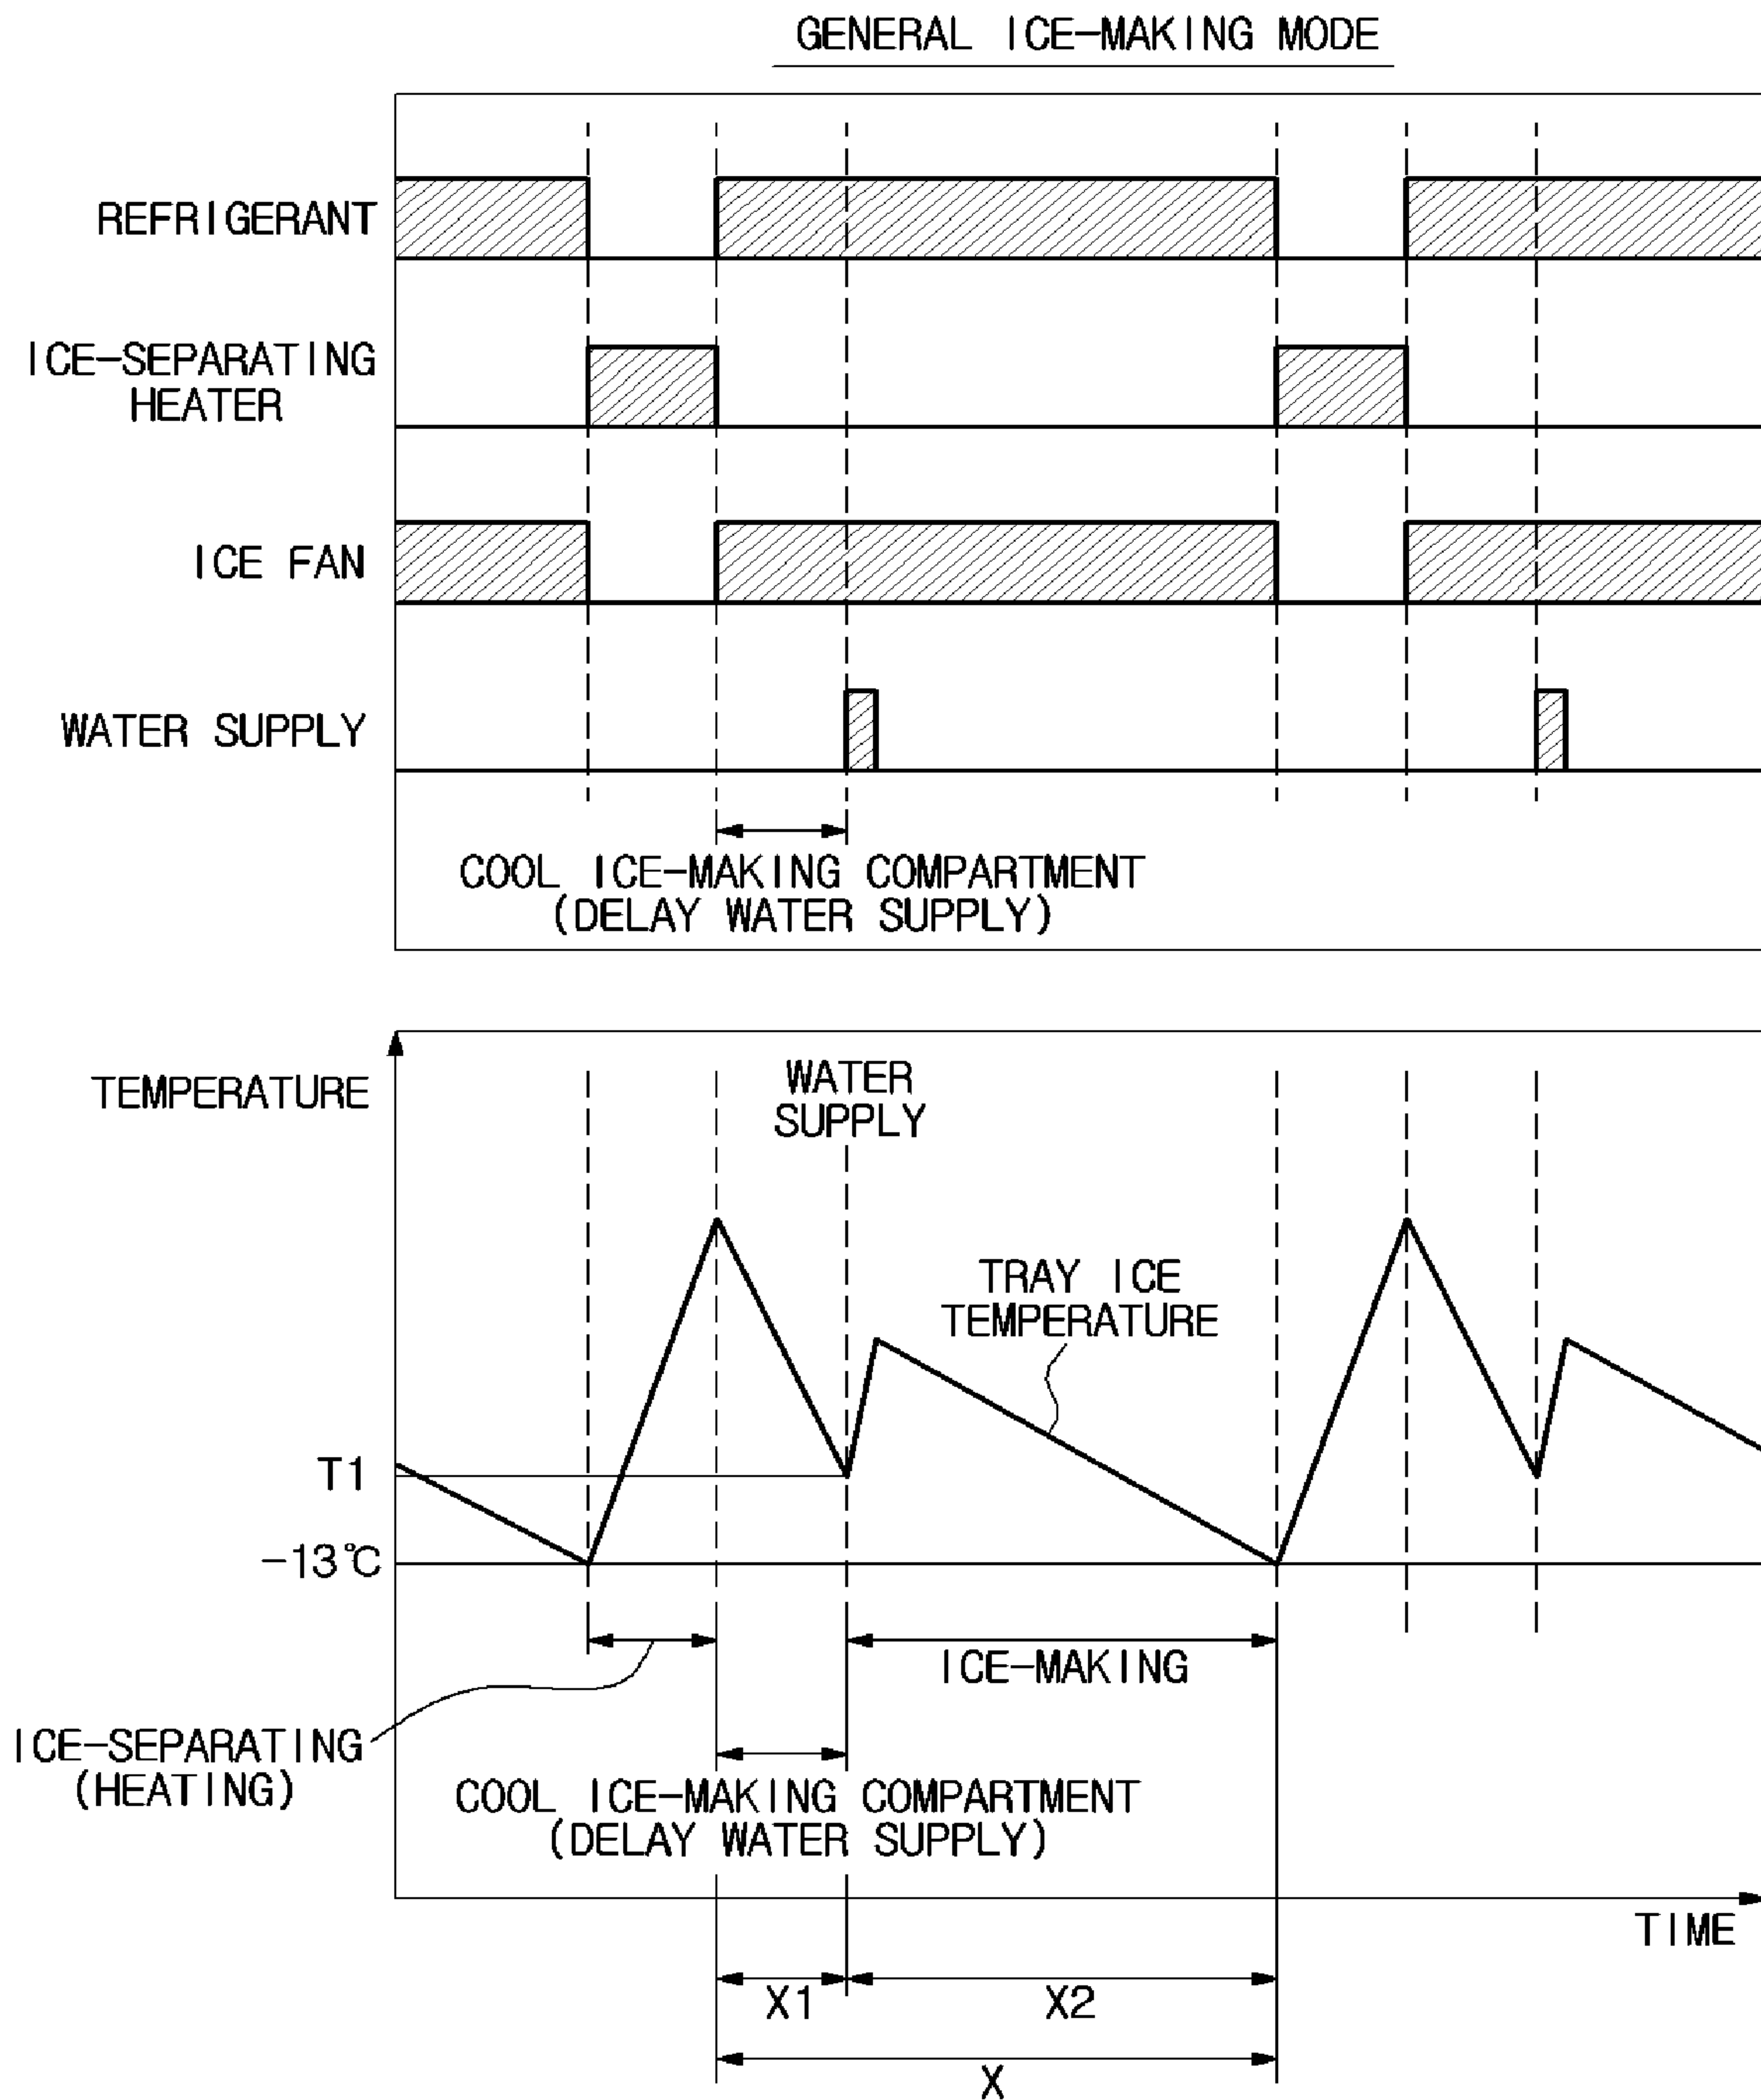 GENERAL ICE-MAKING MODE
REFRIGERANT
ICE-SEPARATING
HEATER
ICE FAN
WATER SUPPLY
COOL ICE-MAKING COMPARTMENT
(DELAY WATER SUPPLY)
TEMPERATURE
WATER
SUPPLY
TRAY ICE
TEMPERATURE
T1
-13℃
ICE-MAKING
ICE-SEPARATING
(HEATING)
COOL ICE-MAKING COMPARTMENT
(DELAY WATER SUPPLY)
TIME
X1
X2
X